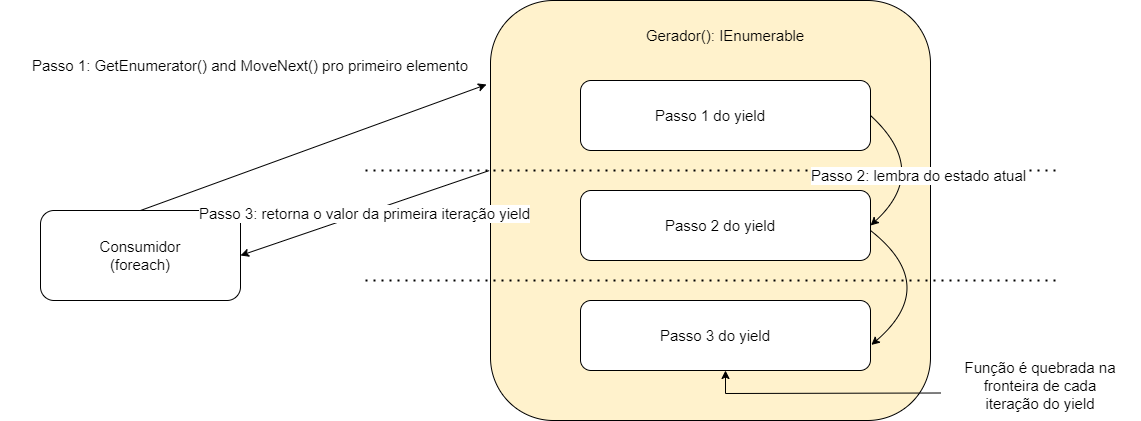 Gerador(): IEnumerable
Passo 1: GetEnumerator() and MoveNext() pro primeiro elemento
Passo 1 do yield
Passo 2: lembra do estado atual
Passo 3: retorna o valor da primeira iteração yield
Passo 2 do yield
Consumidor
(foreach)
Passo 3 do yield
Função é quebrada na
fronteira de cada
iteração do yield